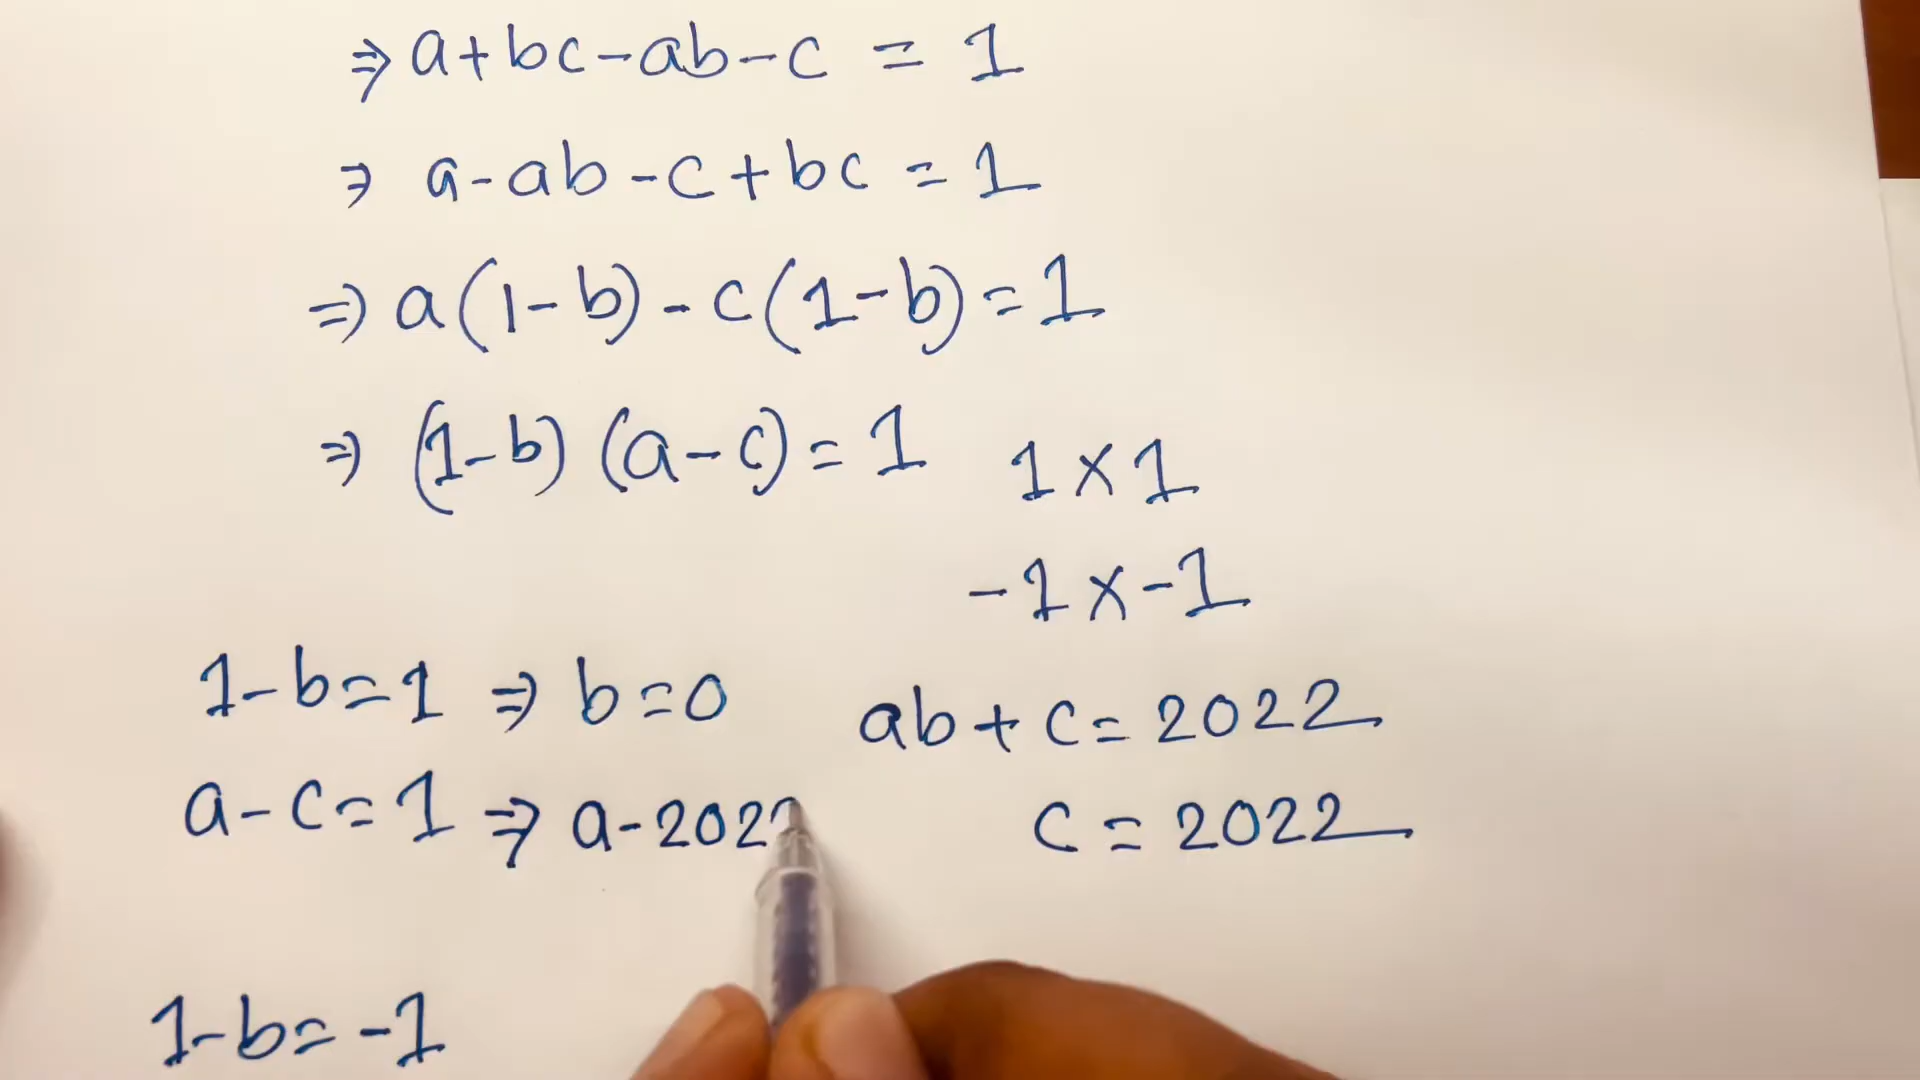 ⇒ a+bc-ab-c = 1
⇒ a-ab-c+bc = 1
⇒ a(1-b)-c(1-b)=1
⇒ (1-b) (a-c)=1 1×1
-1×-1
1-b=1 ⇒ b=0 ab+c=2022
a-c=1 ⇒ a-2022 c=2022
1-b=-1